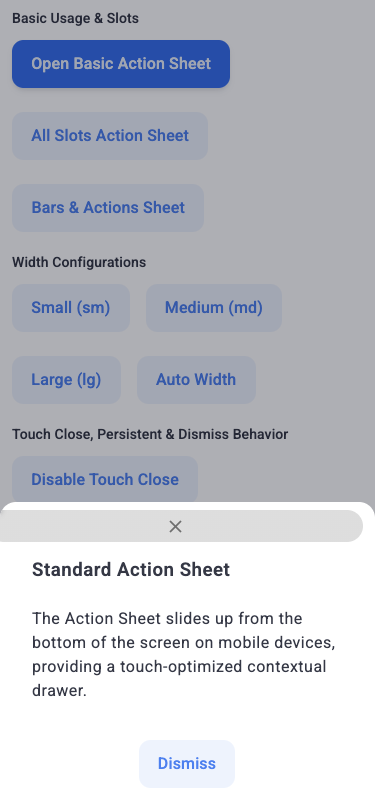 Basic Usage & Slots
Open Basic Action Sheet
All Slots Action Sheet
Bars & Actions Sheet
Width Configurations
Small (sm)
Medium (md)
Large (lg)
Auto Width
Touch Close, Persistent & Dismiss Behavior
Disable Touch Close
Standard Action Sheet
The Action Sheet slides up from the
bottom of the screen on mobile devices,
providing a touch-optimized contextual
drawer.
Dismiss